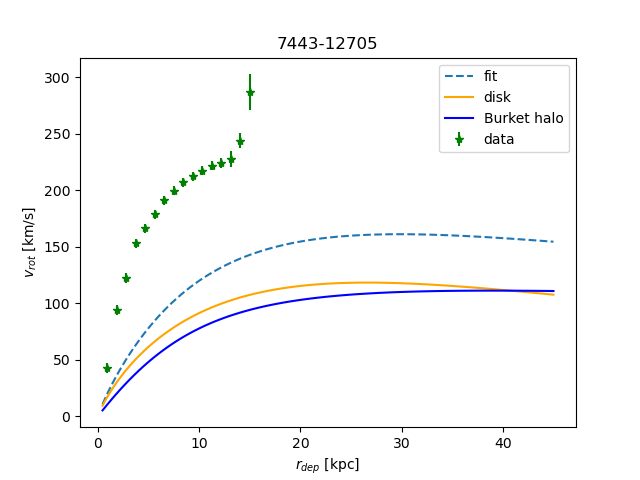 7443-12705
fit
disk
Burket halo
data
300
250
200
150
100
50
0
v_rot [km/s]
0 10 20 30 40
r_dep [kpc]